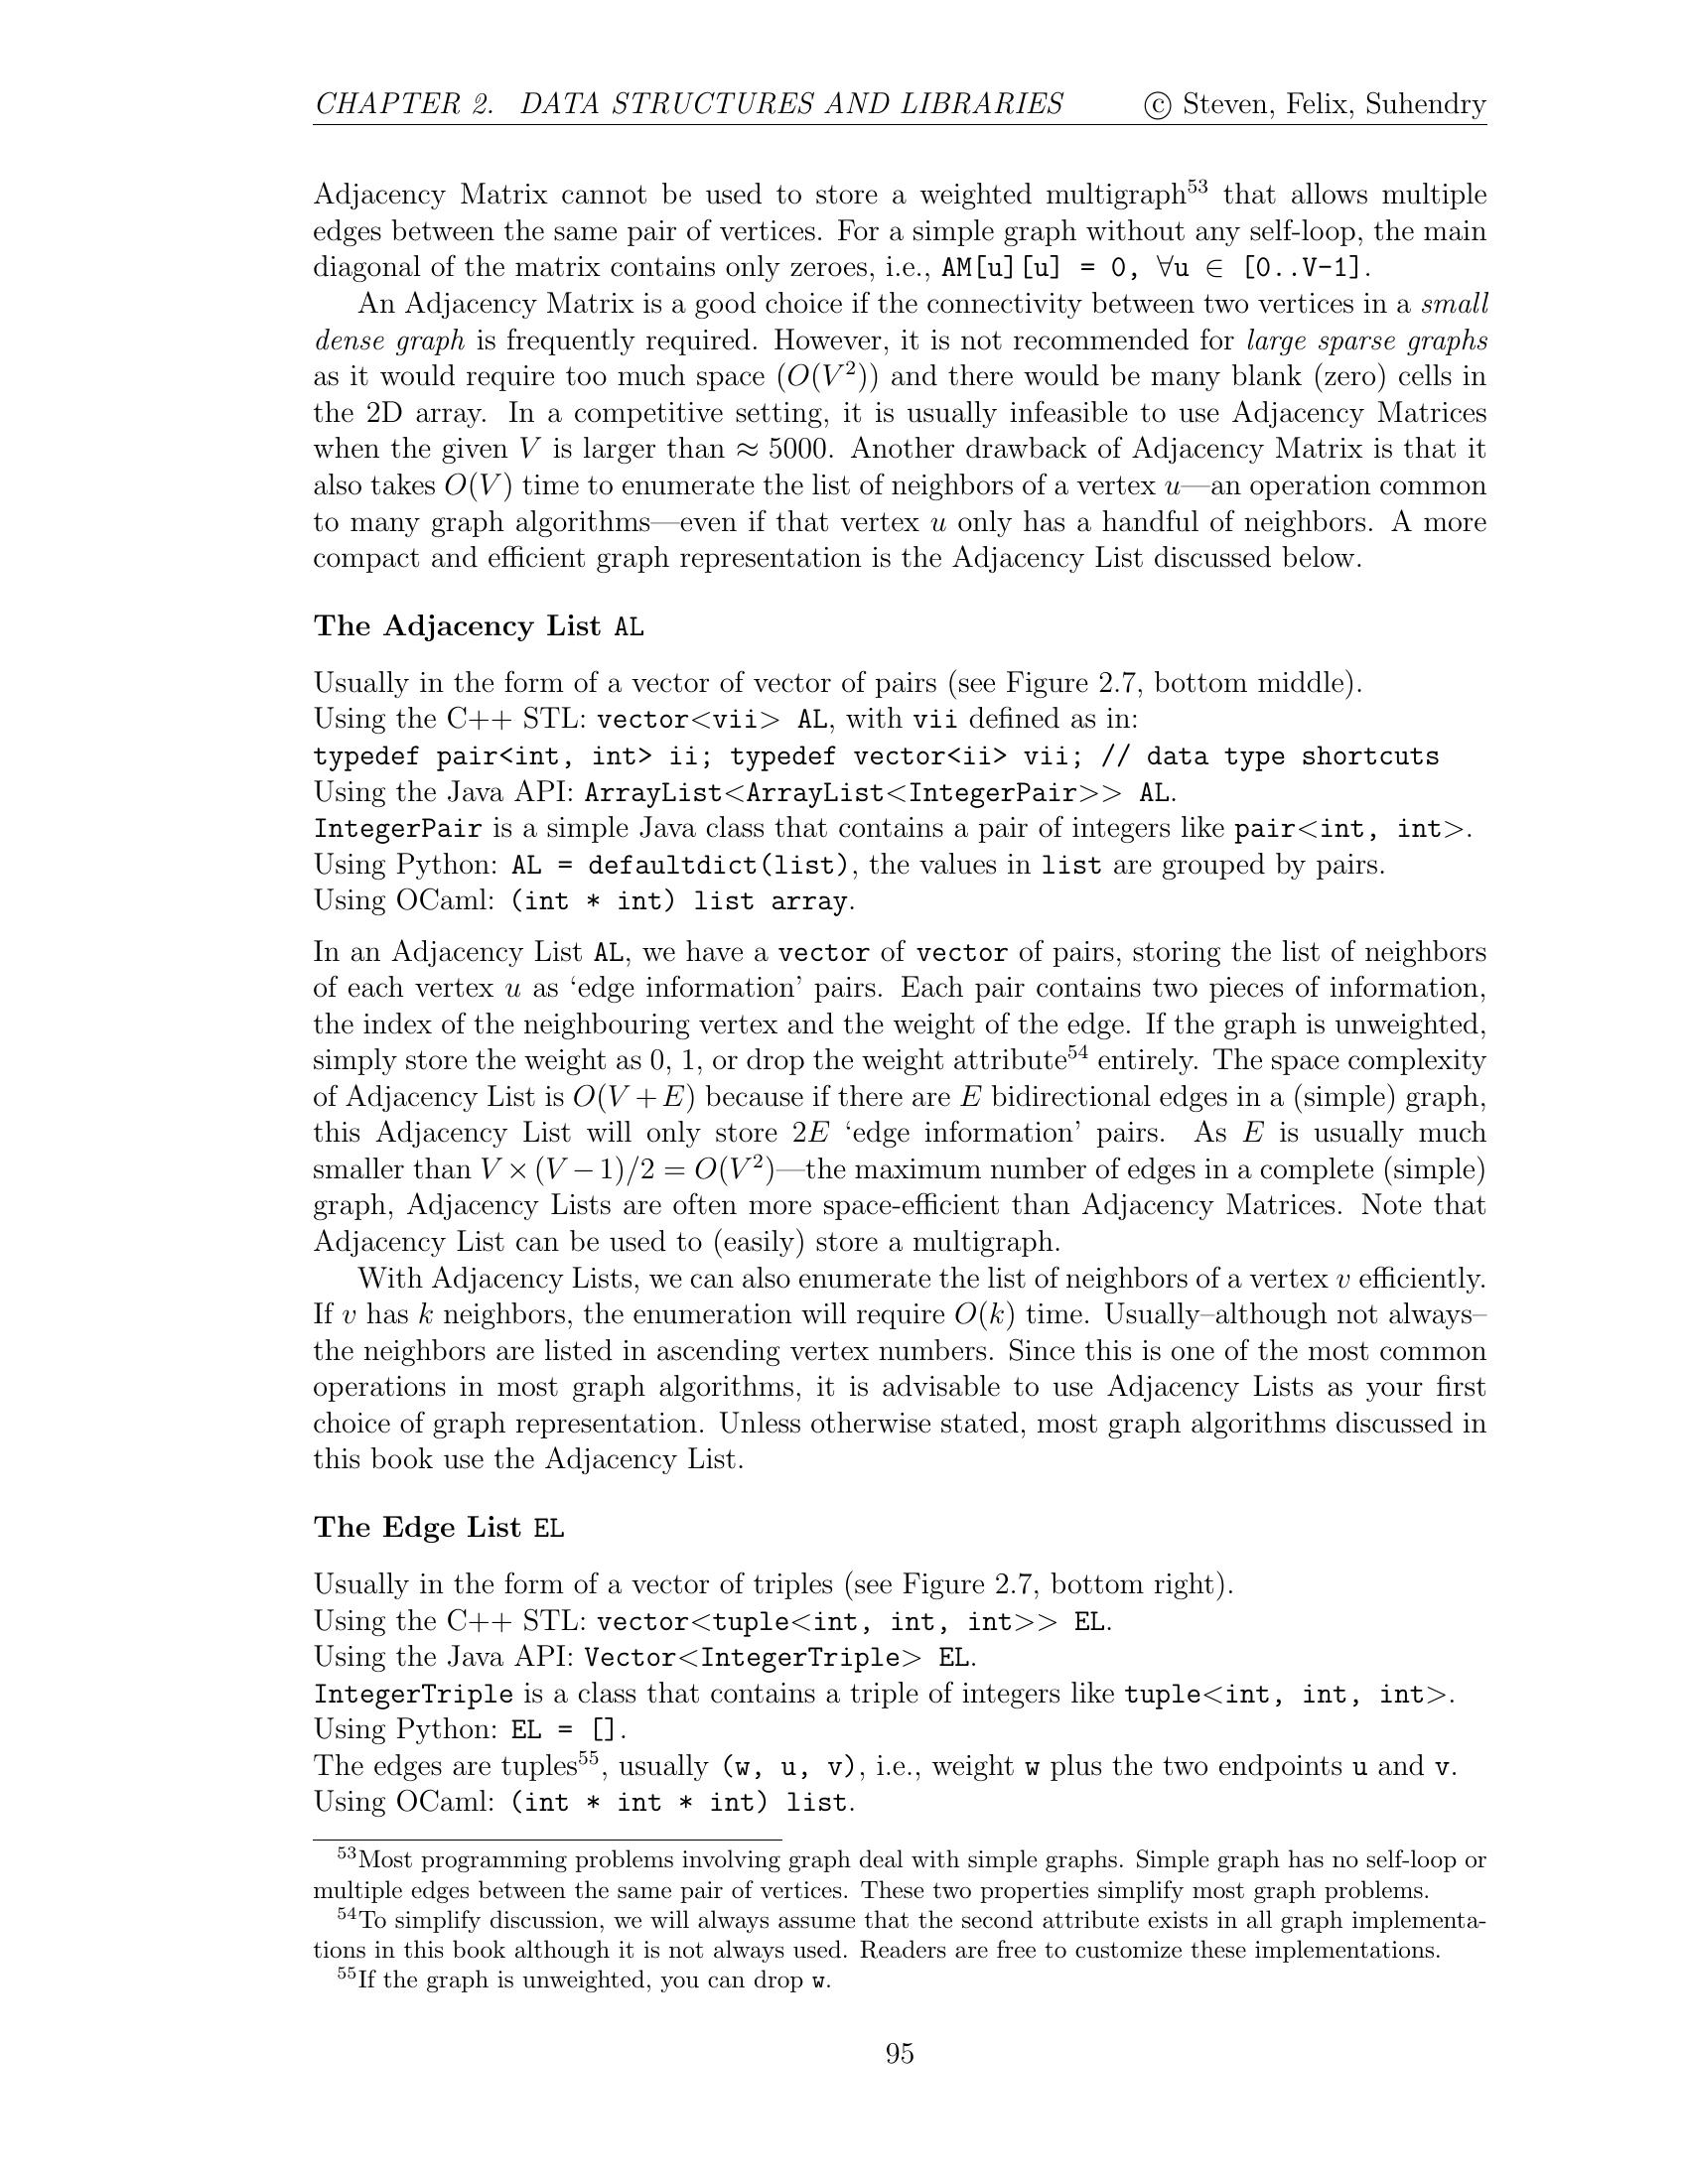 CHAPTER 2. DATA STRUCTURES AND LIBRARIES © Steven, Felix, Suhendry
Adjacency Matrix cannot be used to store a weighted multigraph53 that allows multiple
edges between the same pair of vertices. For a simple graph without any self-loop, the main
diagonal of the matrix contains only zeroes, i.e., AM[u][u] = 0, ∀u ∈ [0..V-1].
An Adjacency Matrix is a good choice if the connectivity between two vertices in a small
dense graph is frequently required. However, it is not recommended for large sparse graphs
as it would require too much space (O(V²)) and there would be many blank (zero) cells in
the 2D array. In a competitive setting, it is usually infeasible to use Adjacency Matrices
when the given V is larger than ≈ 5000. Another drawback of Adjacency Matrix is that it
also takes O(V) time to enumerate the list of neighbors of a vertex u—an operation common
to many graph algorithms—even if that vertex u only has a handful of neighbors. A more
compact and efficient graph representation is the Adjacency List discussed below.
The Adjacency List AL
Usually in the form of a vector of vector of pairs (see Figure 2.7, bottom middle).
Using the C++ STL: vector<vii> AL, with vii defined as in:
typedef pair<int, int> ii; typedef vector<ii> vii; // data type shortcuts
Using the Java API: ArrayList<ArrayList<IntegerPair>> AL.
IntegerPair is a simple Java class that contains a pair of integers like pair<int, int>.
Using Python: AL = defaultdict(list), the values in list are grouped by pairs.
Using OCaml: (int * int) list array.
In an Adjacency List AL, we have a vector of vector of pairs, storing the list of neighbors
of each vertex u as ‘edge information’ pairs. Each pair contains two pieces of information,
the index of the neighbouring vertex and the weight of the edge. If the graph is unweighted,
simply store the weight as 0, 1, or drop the weight attribute54 entirely. The space complexity
of Adjacency List is O(V + E) because if there are E bidirectional edges in a (simple) graph,
this Adjacency List will only store 2E ‘edge information’ pairs. As E is usually much
smaller than V × (V − 1)/2 = O(V²)—the maximum number of edges in a complete (simple)
graph, Adjacency Lists are often more space-efficient than Adjacency Matrices. Note that
Adjacency List can be used to (easily) store a multigraph.
With Adjacency Lists, we can also enumerate the list of neighbors of a vertex v efficiently.
If v has k neighbors, the enumeration will require O(k) time. Usually–although not always–
the neighbors are listed in ascending vertex numbers. Since this is one of the most common
operations in most graph algorithms, it is advisable to use Adjacency Lists as your first
choice of graph representation. Unless otherwise stated, most graph algorithms discussed in
this book use the Adjacency List.
The Edge List EL
Usually in the form of a vector of triples (see Figure 2.7, bottom right).
Using the C++ STL: vector<tuple<int, int, int>> EL.
Using the Java API: Vector<IntegerTriple> EL.
IntegerTriple is a class that contains a triple of integers like tuple<int, int, int>.
Using Python: EL = [].
The edges are tuples55, usually (w, u, v), i.e., weight w plus the two endpoints u and v.
Using OCaml: (int * int * int) list.
53Most programming problems involving graph deal with simple graphs. Simple graph has no self-loop or
multiple edges between the same pair of vertices. These two properties simplify most graph problems.
54To simplify discussion, we will always assume that the second attribute exists in all graph implementa-
tions in this book although it is not always used. Readers are free to customize these implementations.
55If the graph is unweighted, you can drop w.
95